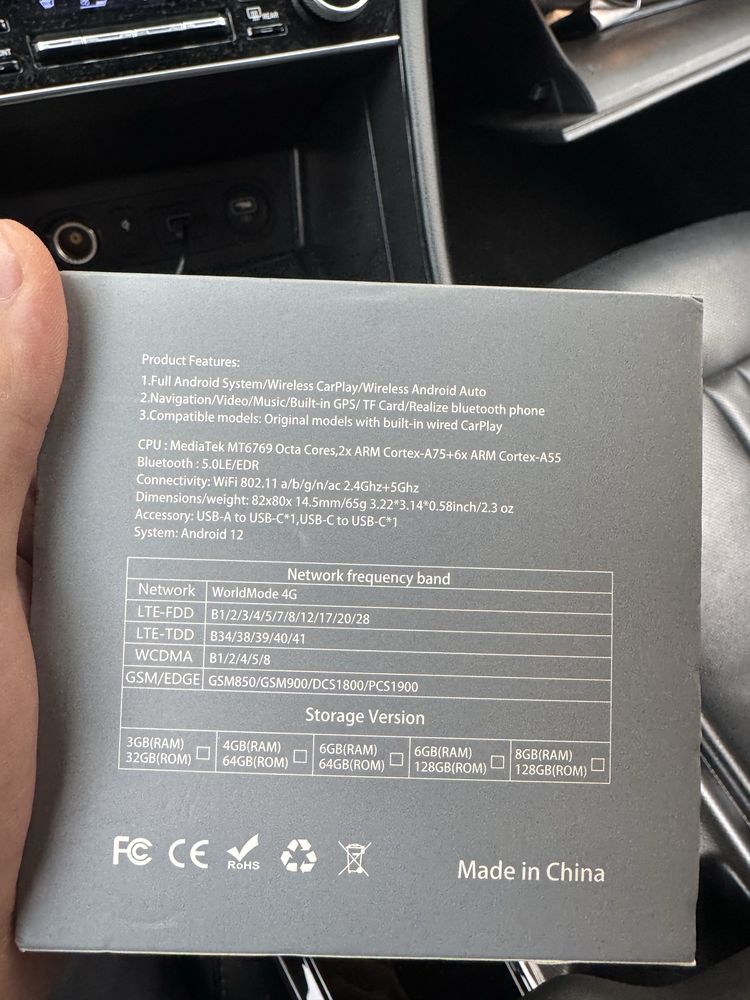 REAR
Product Features:
1.Full Android System/Wireless CarPlay/Wireless Android Auto
2.Navigation/Video/Music/Built-in GPS/ TF Card/Realize bluetooth phone
3.Compatible models: Original models with built-in wired CarPlay
CPU : MediaTek MT6769 Octa Cores,2x ARM Cortex-A75+6x ARM Cortex-A55
Bluetooth : 5.0LE/EDR
Connectivity: WiFi 802.11 a/b/g/n/ac 2.4Ghz+5Ghz
Dimensions/weight: 82x80x 14.5mm/65g 3.22*3.14*0.58inch/2.3 oz
Accessory: USB-A to USB-C*1,USB-C to USB-C*1
System: Android 12
Network frequency band
Network WorldMode 4G
LTE-FDD B1/2/3/4/5/7/8/12/17/20/28
LTE-TDD B34/38/39/40/41
WCDMA B1/2/4/5/8
GSM/EDGE GSM850/GSM900/DCS1800/PCS1900
Storage Version
3GB(RAM) 4GB(RAM) 6GB(RAM) 6GB(RAM) 8GB(RAM)
32GB(ROM) 64GB(ROM) 64GB(ROM) 128GB(ROM) 128GB(ROM)
FC CE RoHS
Made in China